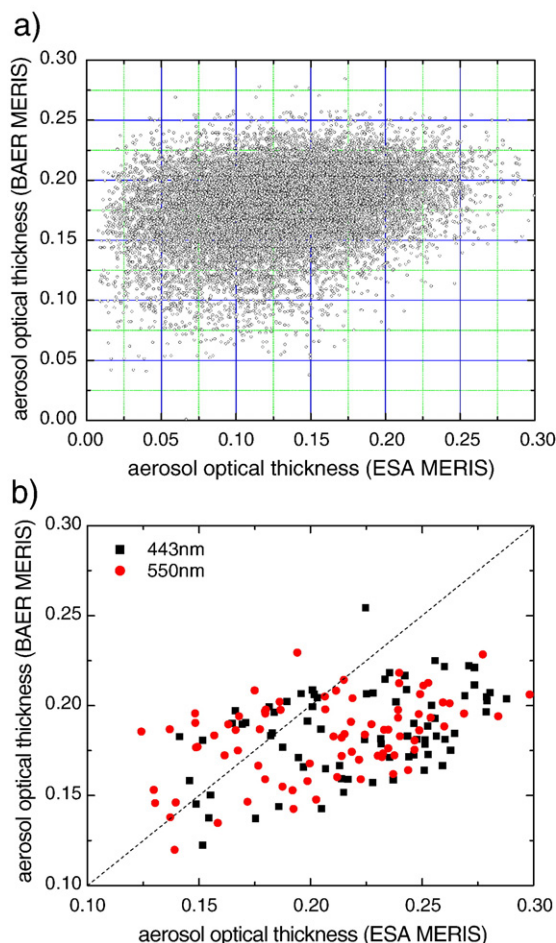 a)
0.30
0.25
0.20
0.15
0.10
0.05
0.00
aerosol optical thickness (BAER MERIS)
0.00 0.05 0.10 0.15 0.20 0.25 0.30
aerosol optical thickness (ESA MERIS)
b)
0.30
0.25
0.20
0.15
0.10
aerosol optical thickness (BAER MERIS)
443nm
550nm
0.10 0.15 0.20 0.25 0.30
aerosol optical thickness (ESA MERIS)